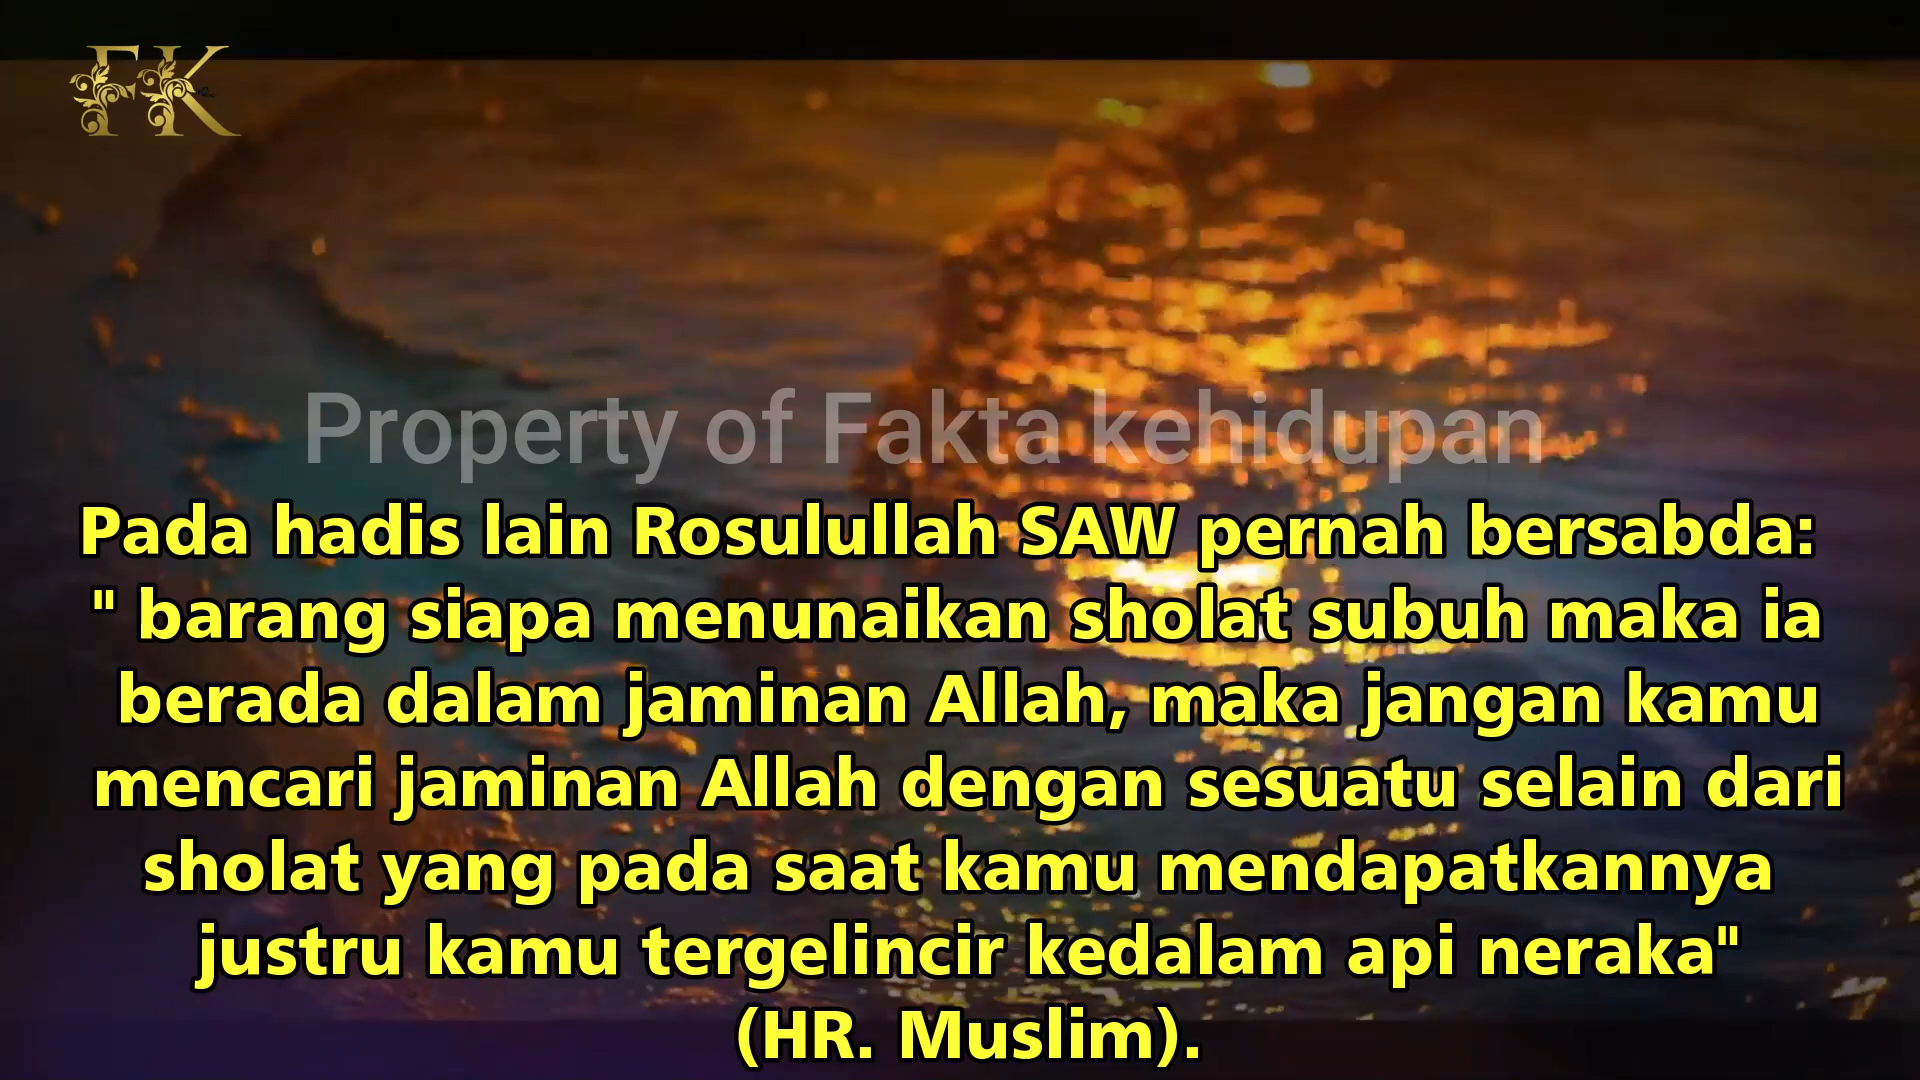 FK
Property of Fakta kehidupan
Pada hadis lain Rosulullah SAW pernah bersabda:
" barang siapa menunaikan sholat subuh maka ia
berada dalam jaminan Allah, maka jangan kamu
mencari jaminan Allah dengan sesuatu selain dari
sholat yang pada saat kamu mendapatkannya
justru kamu tergelincir kedalam api neraka"
(HR. Muslim).